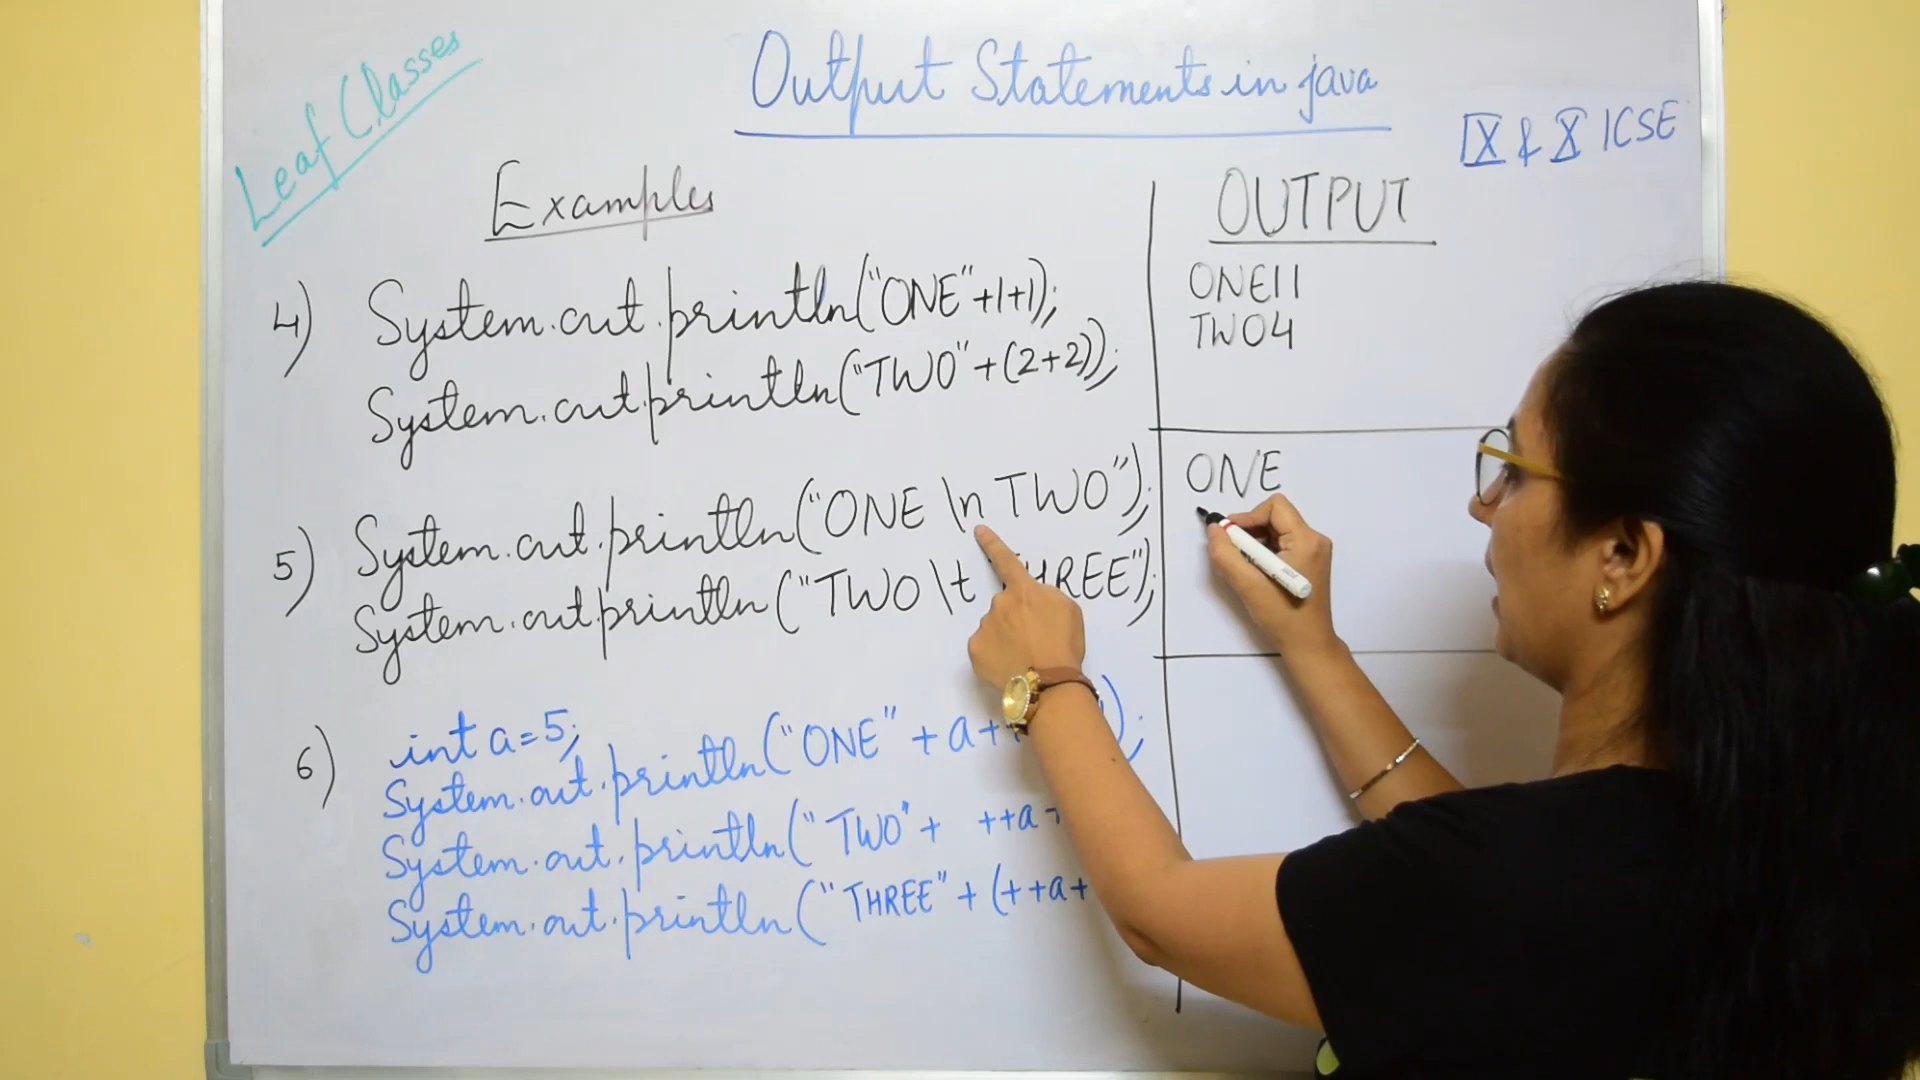 Leaf Classes
Output Statements in java
IX & X ICSE
Examples
OUTPUT
4) System.out.println("ONE"+1+1);
System.out.println("TWO"+(2+2));
ONE11
TWO4
5) System.out.println("ONE \n TWO");
System.out.println("TWO \t THREE");
ONE
6) int a=5;
System.out.println("ONE" + a+
System.out.println("TWO"+ ++a+
System.out.println("THREE"+(++a+